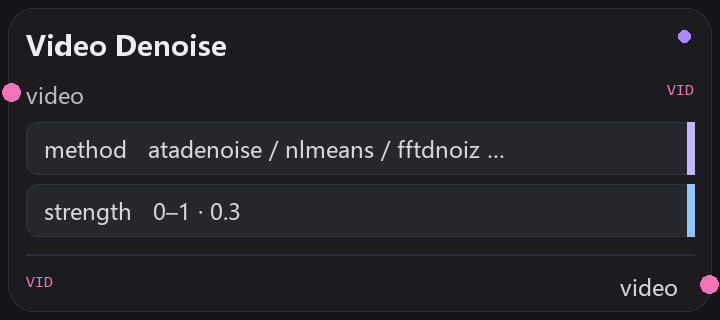 Video Denoise
video VID
method atadenoise / nlmeans / fftdnoiz ...
strength 0–1 · 0.3
VID video